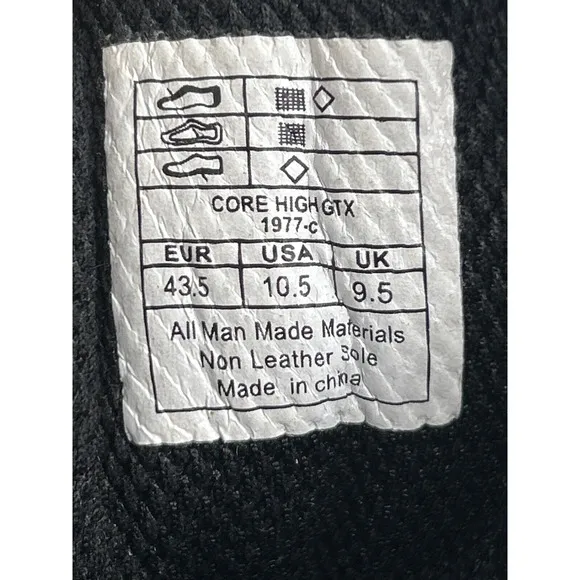 CORE HIGH GTX
1977-c
EUR USA UK
43.5 10.5 9.5
All Man Made Materials
Non Leather Sole
Made in china